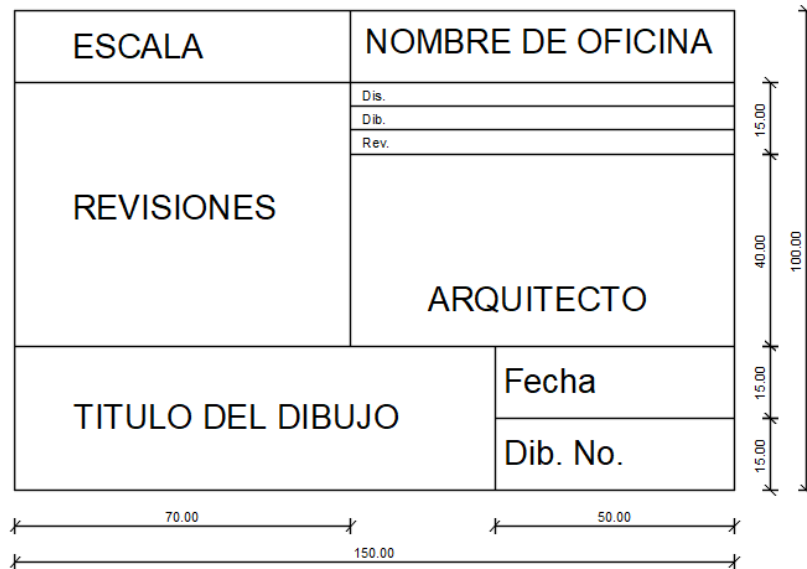 ESCALA
NOMBRE DE OFICINA
Dis.
Dib.
Rev.
REVISIONES
ARQUITECTO
TITULO DEL DIBUJO
Fecha
Dib. No.
15.00
40.00
15.00
15.00
100.00
70.00
50.00
150.00